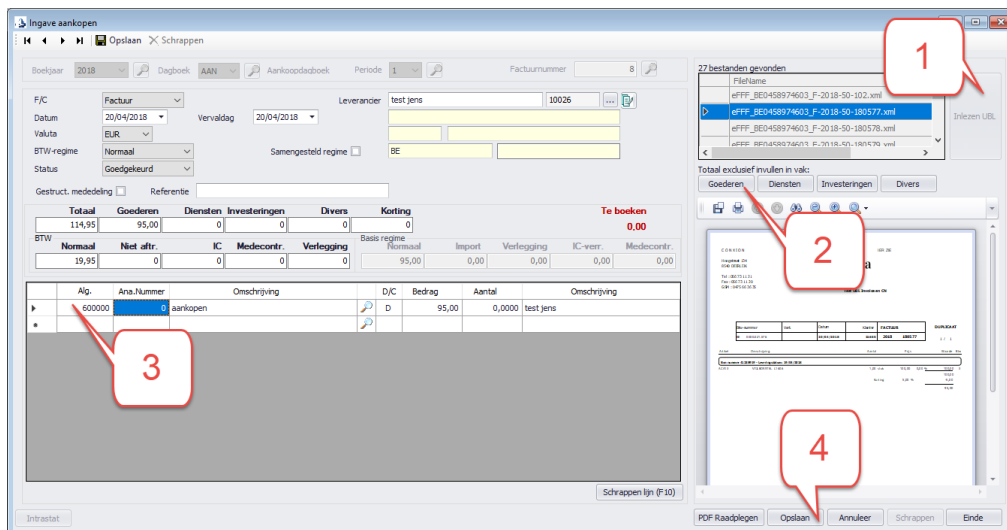 Ingave aankopen
Opslaan Schrappen
Boekjaar 2018 Dagboek AAN Aankoopdagboek Periode 1 Factuurnummer 8
F/C Factuur Leverancier test jens 10026 ...
Datum 20/04/2018 Vervaldag 20/04/2018
Valuta EUR
BTW-regime Normaal Samengesteld regime BE
Status Goedgekeurd
Gestruct. mededeling Referentie
Totaal Goederen Diensten Investeringen Divers Korting Te boeken
114,95 95,00 0 0 0 0 0,00
BTW Basis regime
Normaal Niet aftr. IC Medecontr. Verlegging Normaal Import Verlegging IC-verr. Medecontr.
19,95 0 0 0 0 95,00 0,00 0,00 0,00 0,00
Alg. Ana.Nummer Omschrijving D/C Bedrag Aantal Omschrijving
600000 0 aankopen D 95,00 0,0000 test jens
3
Schrappen lijn (F10)
Intrastat
1
27 bestanden gevonden
FileName
eFFF_BE0458974603_F-2018-50-102.xml
eFFF_BE0458974603_F-2018-50-180577.xml
eFFF_BE0458974603_F-2018-50-180578.xml
eFFF_BE0458974603_F-2018-50-180579.xml
Inlezen UBL
Totaal exclusief invullen in vak:
Goederen Diensten Investeringen Divers
2
FACTUUR DUPLICAAT
4
PDF Raadplegen Opslaan Annuleer Schrappen Einde